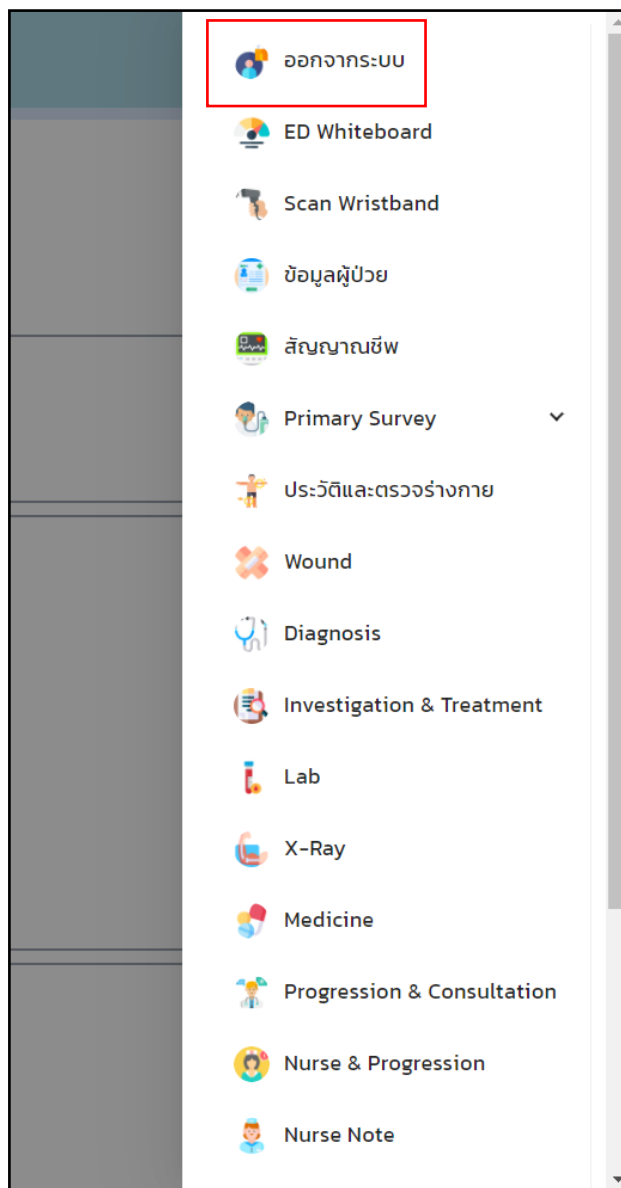 ออกจากระบบ
ED Whiteboard
Scan Wristband
ข้อมูลผู้ป่วย
สัญญาณชีพ
Primary Survey
ประวัติและตรวจร่างกาย
Wound
Diagnosis
Investigation & Treatment
Lab
X-Ray
Medicine
Progression & Consultation
Nurse & Progression
Nurse Note